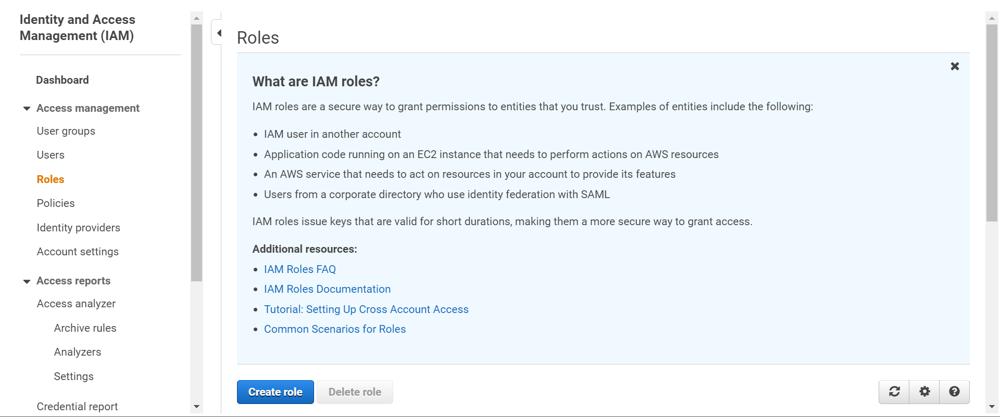 Identity and Access
Management (IAM)
Dashboard
Access management
User groups
Users
Roles
Policies
Identity providers
Account settings
Access reports
Access analyzer
Archive rules
Analyzers
Settings
Credential report
Roles
What are IAM roles?
IAM roles are a secure way to grant permissions to entities that you trust. Examples of entities include the following:
• IAM user in another account
• Application code running on an EC2 instance that needs to perform actions on AWS resources
• An AWS service that needs to act on resources in your account to provide its features
• Users from a corporate directory who use identity federation with SAML
IAM roles issue keys that are valid for short durations, making them a more secure way to grant access.
Additional resources:
• IAM Roles FAQ
• IAM Roles Documentation
• Tutorial: Setting Up Cross Account Access
• Common Scenarios for Roles
Create role
Delete role